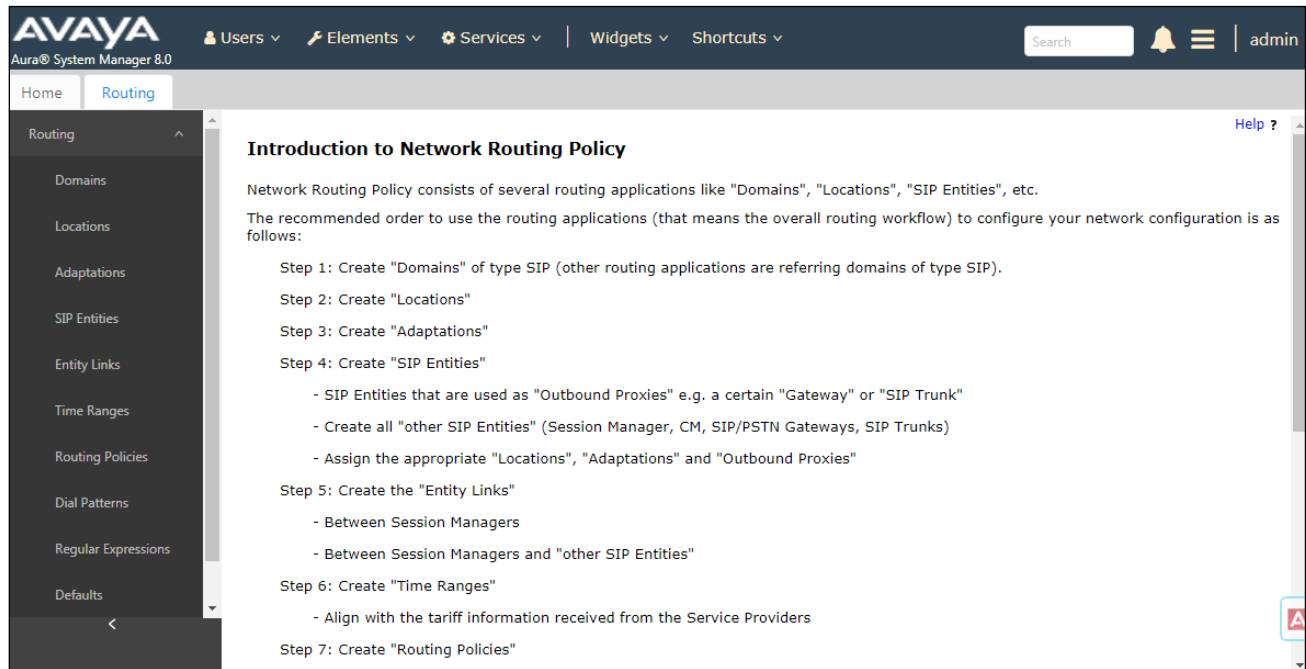 AVAYA
Aura® System Manager 8.0
Users
Elements
Services
Widgets
Shortcuts
Search
admin
Home
Routing
Routing
Domains
Locations
Adaptations
SIP Entities
Entity Links
Time Ranges
Routing Policies
Dial Patterns
Regular Expressions
Defaults
<
Help ?
Introduction to Network Routing Policy
Network Routing Policy consists of several routing applications like "Domains", "Locations", "SIP Entities", etc.
The recommended order to use the routing applications (that means the overall routing workflow) to configure your network configuration is as
follows:
Step 1: Create "Domains" of type SIP (other routing applications are referring domains of type SIP).
Step 2: Create "Locations"
Step 3: Create "Adaptations"
Step 4: Create "SIP Entities"
- SIP Entities that are used as "Outbound Proxies" e.g. a certain "Gateway" or "SIP Trunk"
- Create all "other SIP Entities" (Session Manager, CM, SIP/PSTN Gateways, SIP Trunks)
- Assign the appropriate "Locations", "Adaptations" and "Outbound Proxies"
Step 5: Create the "Entity Links"
- Between Session Managers
- Between Session Managers and "other SIP Entities"
Step 6: Create "Time Ranges"
- Align with the tariff information received from the Service Providers
Step 7: Create "Routing Policies"
A